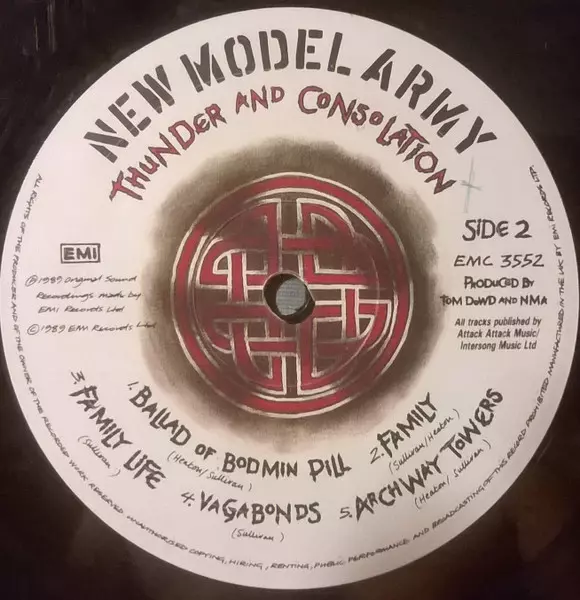 NEW MODEL ARMY
THUNDER AND CONSOLATION
SIDE 2
EMC 3552
PRODUCED BY
TOM DOWD AND NMA
All tracks published by
Attack Attack Music/
Intersong Music Ltd
EMI
℗1989 Original Sound
Recordings made by
EMI Records Ltd
©1989 EMI Records Ltd
1. BALLAD OF BODMIN PILL
(Heaton/Sullivan)
2. FAMILY
(Sullivan/Heaton)
3. FAMILY LIFE
(Sullivan)
4. VAGABONDS
(Sullivan)
5. ARCHWAY TOWERS
(Heaton/Sullivan)
ALL RIGHTS OF THE PRODUCER AND OF THE OWNER OF THE RECORDED WORK RESERVED UNAUTHORISED COPYING, HIRING, RENTING, PUBLIC PERFORMANCE AND BROADCASTING OF THIS RECORD PROHIBITED. MANUFACTURED IN THE U.K. BY EMI RECORDS LTD.